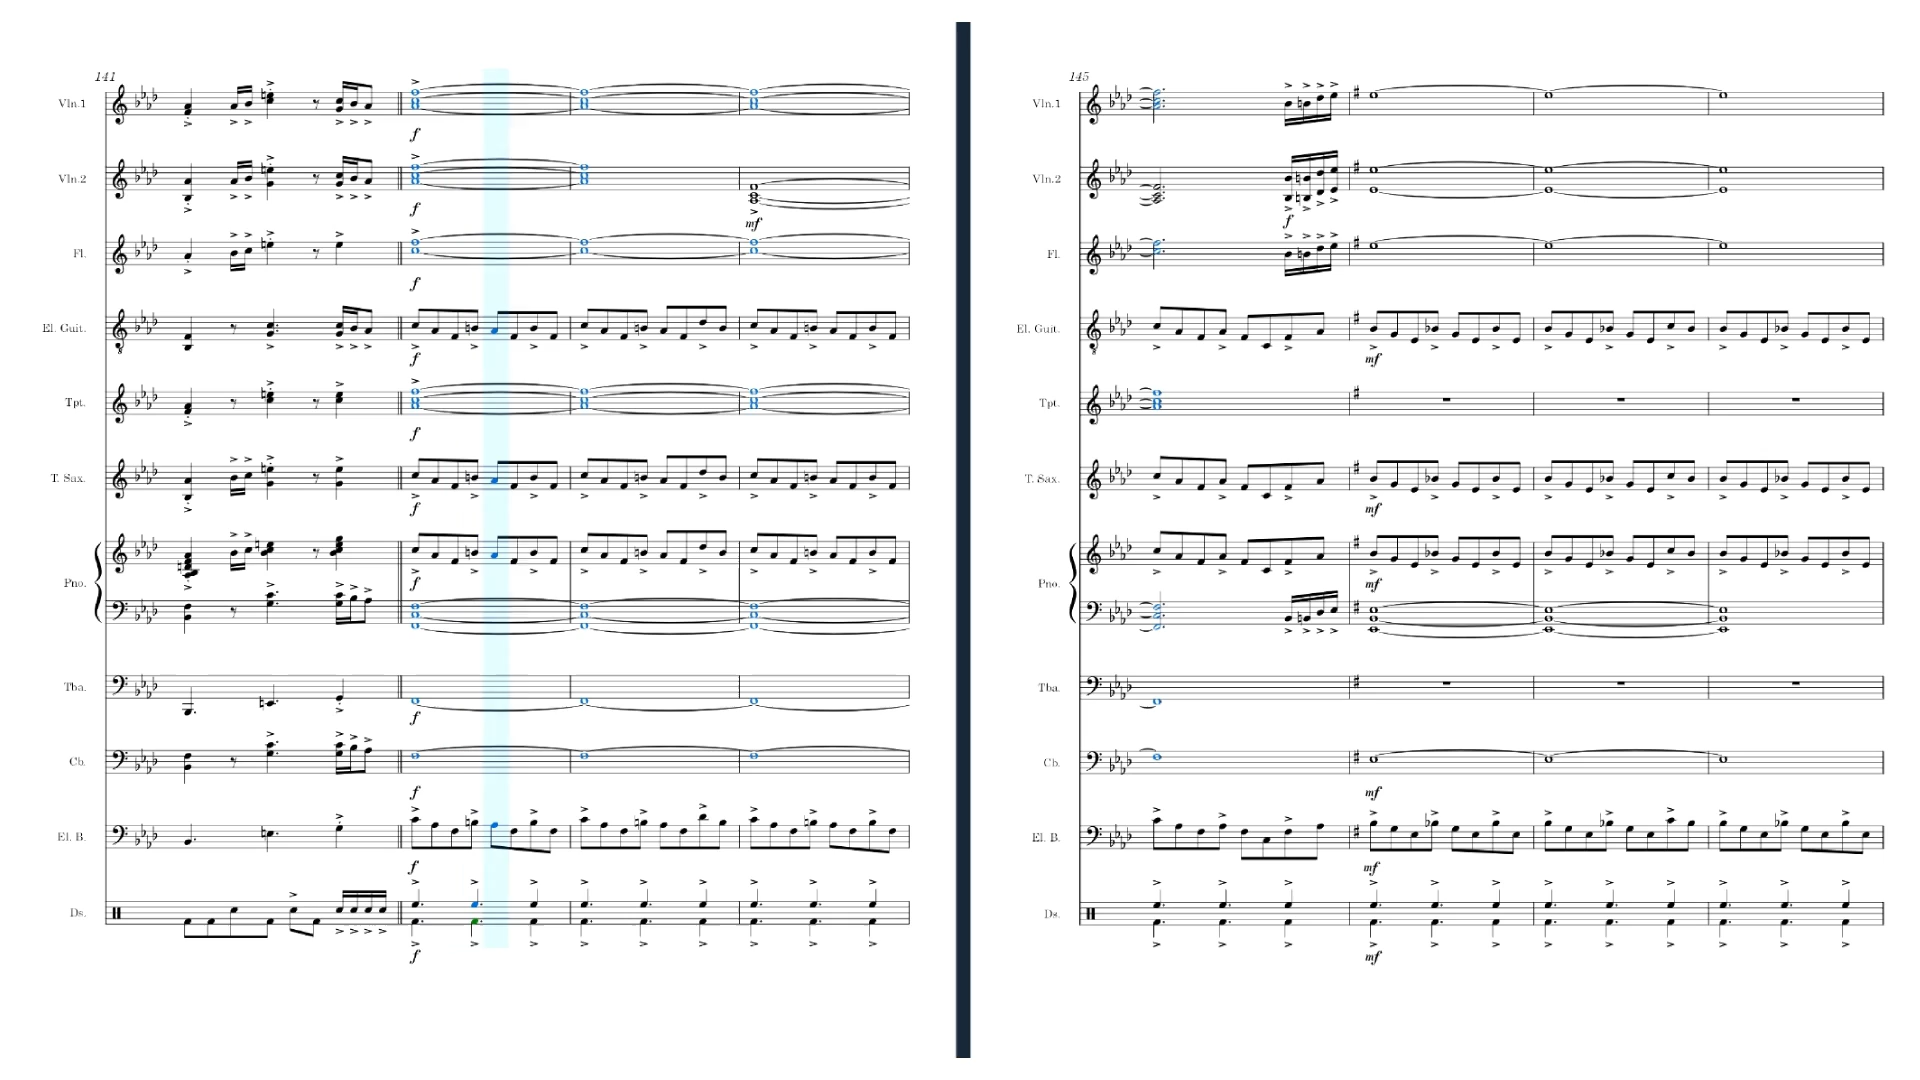 141
Vln.1
f
Vln.2
f
mf
Fl.
f
El. Guit.
f
Tpt.
f
T. Sax.
f
Pno.
f
Tba.
f
Cb.
f
El. B.
f
Ds.
f
145
Vln.1
Vln.2
f
Fl.
El. Guit.
mf
Tpt.
T. Sax.
mf
Pno.
mf
Tba.
Cb.
mf
El. B.
mf
Ds.
mf